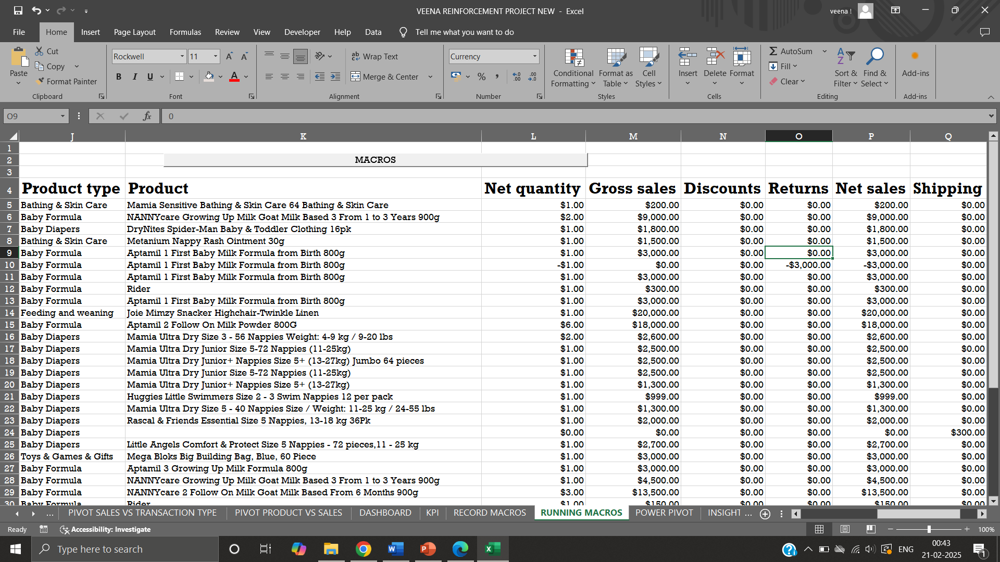 VEENA REINFORCEMENT PROJECT NEW - Excel
veena !
File Home Insert Page Layout Formulas Review View Developer Help Data Tell me what you want to do
Paste
Cut
Copy
Format Painter
Clipboard
Rockwell 11
B I U
Font
Wrap Text
Merge & Center
Alignment
Currency
Number
Conditional Formatting
Format as Table
Cell Styles
Styles
Insert Delete Format
Cells
AutoSum
Fill
Clear
Sort & Filter
Find & Select
Editing
Add-ins
Add-ins
O9 fx 0
J K L M N O P Q
1
2 MACROS
3
4 Product type Product Net quantity Gross sales Discounts Returns Net sales Shipping
5 Bathing & Skin Care Mamia Sensitive Bathing & Skin Care 64 Bathing & Skin Care $1.00 $200.00 $0.00 $0.00 $200.00 $0.00
6 Baby Formula NANNYcare Growing Up Milk Goat Milk Based 3 From 1 to 3 Years 900g $2.00 $9,000.00 $0.00 $0.00 $9,000.00 $0.00
7 Baby Diapers DryNites Spider-Man Baby & Toddler Clothing 16pk $1.00 $1,800.00 $0.00 $0.00 $1,800.00 $0.00
8 Bathing & Skin Care Metanium Nappy Rash Ointment 30g $1.00 $1,500.00 $0.00 $0.00 $1,500.00 $0.00
9 Baby Formula Aptamil 1 First Baby Milk Formula from Birth 800g $1.00 $3,000.00 $0.00 $0.00 $3,000.00 $0.00
10 Baby Formula Aptamil 1 First Baby Milk Formula from Birth 800g -$1.00 $0.00 $0.00 -$3,000.00 -$3,000.00 $0.00
11 Baby Formula Aptamil 1 First Baby Milk Formula from Birth 800g $1.00 $3,000.00 $0.00 $0.00 $3,000.00 $0.00
12 Baby Formula Rider $1.00 $300.00 $0.00 $0.00 $300.00 $0.00
13 Baby Formula Aptamil 1 First Baby Milk Formula from Birth 800g $1.00 $3,000.00 $0.00 $0.00 $3,000.00 $0.00
14 Feeding and weaning Joie Mimzy Snacker Highchair-Twinkle Linen $1.00 $20,000.00 $0.00 $0.00 $20,000.00 $0.00
15 Baby Formula Aptamil 2 Follow On Milk Powder 800G $6.00 $18,000.00 $0.00 $0.00 $18,000.00 $0.00
16 Baby Diapers Mamia Ultra Dry Size 3 - 56 Nappies Weight: 4-9 kg / 9-20 lbs $2.00 $2,600.00 $0.00 $0.00 $2,600.00 $0.00
17 Baby Diapers Mamia Ultra Dry Junior Size 5-72 Nappies (11-25kg) $1.00 $2,500.00 $0.00 $0.00 $2,500.00 $0.00
18 Baby Diapers Mamia Ultra Dry Junior+ Nappies Size 5+ (13-27kg) Jumbo 64 pieces $1.00 $2,500.00 $0.00 $0.00 $2,500.00 $0.00
19 Baby Diapers Mamia Ultra Dry Junior Size 5-72 Nappies (11-25kg) $1.00 $2,500.00 $0.00 $0.00 $2,500.00 $0.00
20 Baby Diapers Mamia Ultra Dry Junior+ Nappies Size 5+ (13-27kg) $1.00 $1,300.00 $0.00 $0.00 $1,300.00 $0.00
21 Baby Diapers Huggies Little Swimmers Size 2 - 3 Swim Nappies 12 per pack $1.00 $999.00 $0.00 $0.00 $999.00 $0.00
22 Baby Diapers Mamia Ultra Dry Size 5 - 40 Nappies Size / Weight: 11-25 kg / 24-55 lbs $1.00 $1,300.00 $0.00 $0.00 $1,300.00 $0.00
23 Baby Diapers Rascal & Friends Essential Size 5 Nappies, 13-18 kg 36Pk $1.00 $2,000.00 $0.00 $0.00 $2,000.00 $0.00
24 Baby Diapers $0.00 $0.00 $0.00 $0.00 $0.00 $300.00
25 Baby Diapers Little Angels Comfort & Protect Size 5 Nappies - 72 pieces,11 - 25 kg $1.00 $2,700.00 $0.00 $0.00 $2,700.00 $0.00
26 Toys & Games & Gifts Mega Bloks Big Building Bag, Blue, 60 Piece $1.00 $3,000.00 $0.00 $0.00 $3,000.00 $0.00
27 Baby Formula Aptamil 3 Growing Up Milk Formula 800g $1.00 $3,000.00 $0.00 $0.00 $3,000.00 $0.00
28 Baby Formula NANNYcare Growing Up Milk Goat Milk Based 3 From 1 to 3 Years 900g $1.00 $4,500.00 $0.00 $0.00 $4,500.00 $0.00
29 Baby Formula NANNYcare 2 Follow On Milk Goat Milk Based From 6 Months 900g $3.00 $13,500.00 $0.00 $0.00 $13,500.00 $0.00
30 Baby Formula Rider $1.00 $150.00 $0.00 $0.00 $150.00 $0.00
... PIVOT SALES VS TRANSACTION TYPE PIVOT PRODUCT VS SALES DASHBOARD KPI RECORD MACROS RUNNING MACROS POWER PIVOT INSIGHT ...
Ready Accessibility: Investigate 100%
Type here to search
ENG
00:43
21-02-2025
1